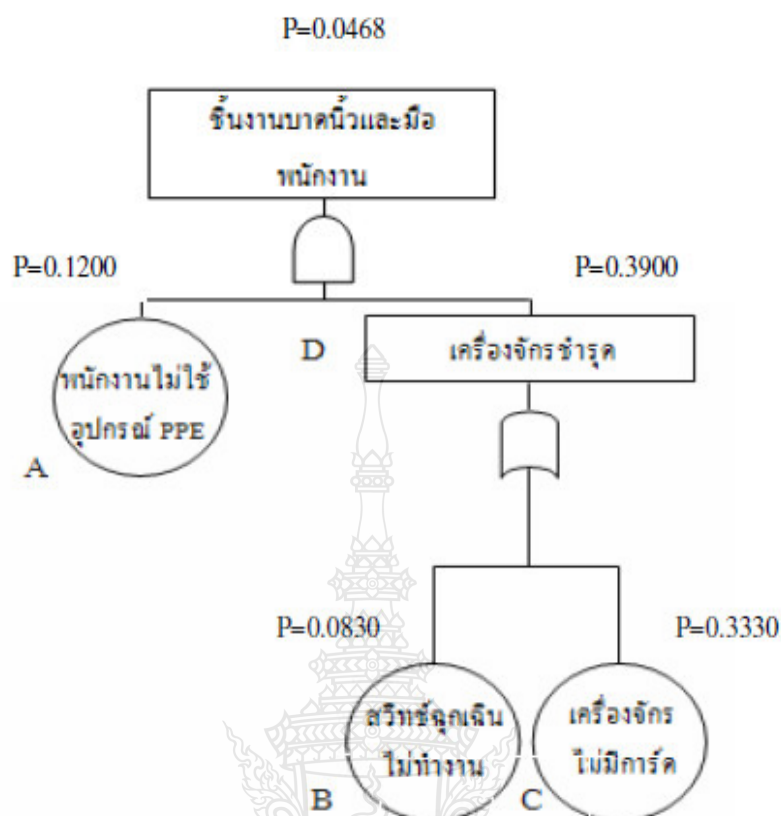 P=0.0468
ชิ้นงานบาดนิ้วและมือ
พนักงาน
P=0.1200
P=0.3900
พนักงานไม่ใช้
อุปกรณ์ PPE
A
D
เครื่องจักรชำรุด
P=0.0830
P=0.3330
สวิทช์ฉุกเฉิน
ไม่ทำงาน
B
เครื่องจักร
ไม่มีการ์ด
C